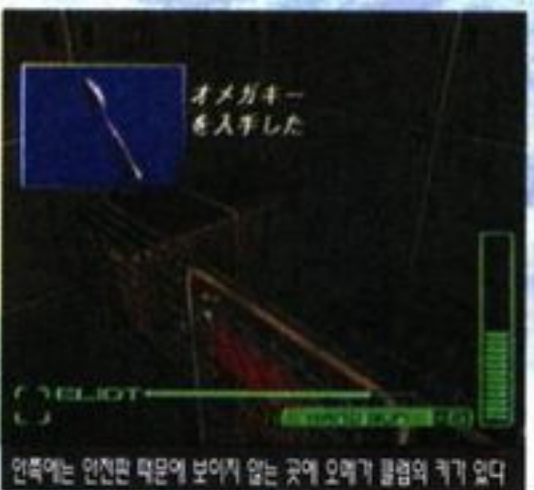 オメガキー
を入手した
ELIOT
HAND GUN
안쪽에는 안전판 때문에 보이지 않는 곳에 오메가 클럽의 키가 있다